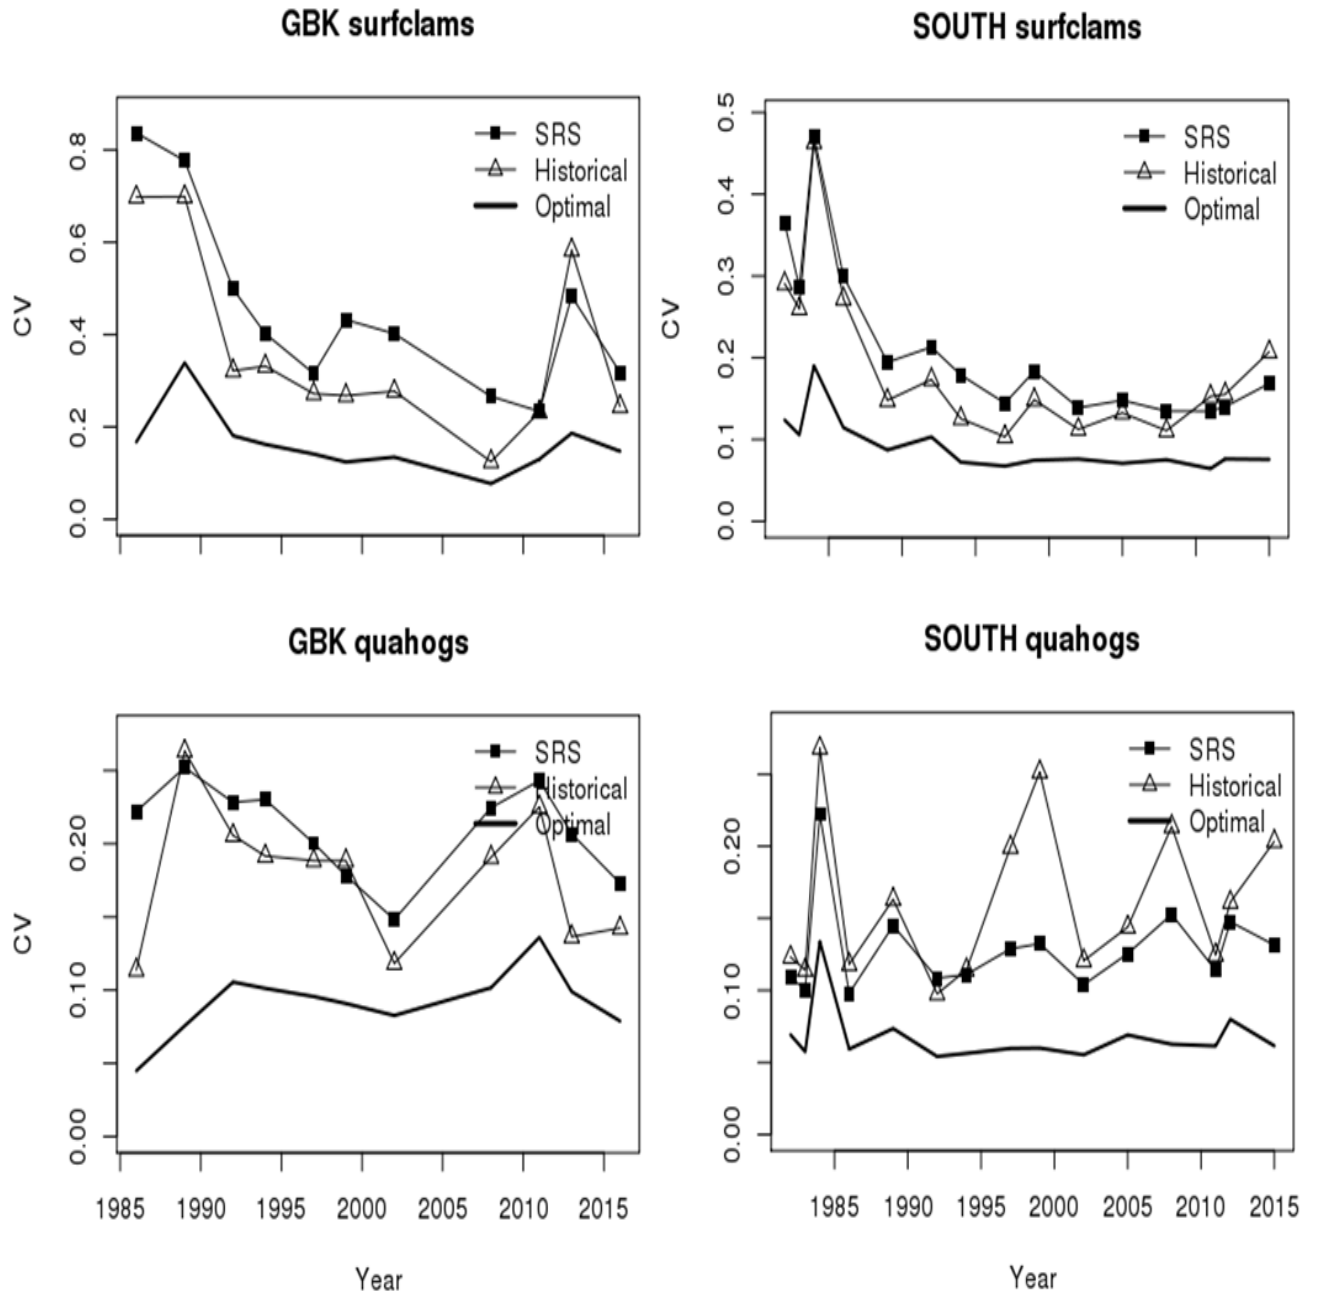 GBK surfclams
CV
0.0 0.2 0.4 0.6 0.8
SRS
Historical
Optimal
SOUTH surfclams
CV
0.0 0.1 0.2 0.3 0.4 0.5
SRS
Historical
Optimal
GBK quahogs
CV
0.00 0.10 0.20
SRS
Historical
Optimal
1985 1990 1995 2000 2005 2010 2015
Year
SOUTH quahogs
0.00 0.10 0.20
SRS
Historical
Optimal
1985 1990 1995 2000 2005 2010 2015
Year